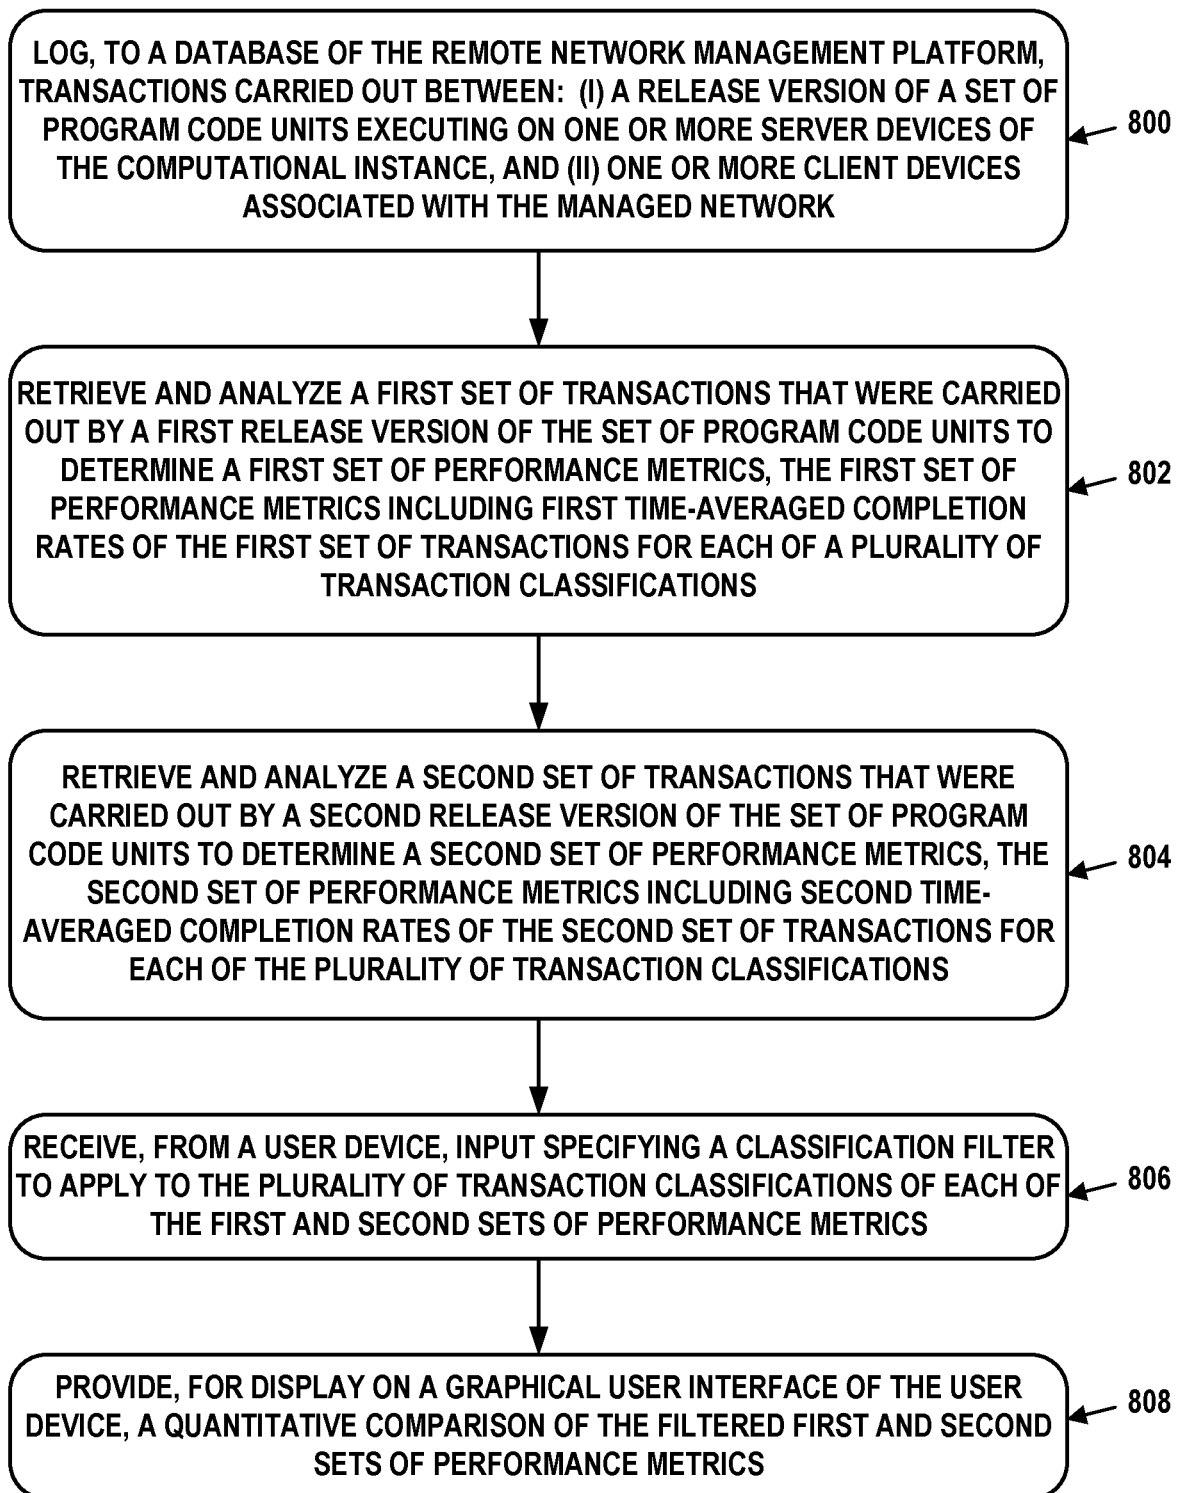 LOG, TO A DATABASE OF THE REMOTE NETWORK MANAGEMENT PLATFORM,
TRANSACTIONS CARRIED OUT BETWEEN: (I) A RELEASE VERSION OF A SET OF
PROGRAM CODE UNITS EXECUTING ON ONE OR MORE SERVER DEVICES OF
THE COMPUTATIONAL INSTANCE, AND (II) ONE OR MORE CLIENT DEVICES
ASSOCIATED WITH THE MANAGED NETWORK
800
RETRIEVE AND ANALYZE A FIRST SET OF TRANSACTIONS THAT WERE CARRIED
OUT BY A FIRST RELEASE VERSION OF THE SET OF PROGRAM CODE UNITS TO
DETERMINE A FIRST SET OF PERFORMANCE METRICS, THE FIRST SET OF
PERFORMANCE METRICS INCLUDING FIRST TIME-AVERAGED COMPLETION
RATES OF THE FIRST SET OF TRANSACTIONS FOR EACH OF A PLURALITY OF
TRANSACTION CLASSIFICATIONS
802
RETRIEVE AND ANALYZE A SECOND SET OF TRANSACTIONS THAT WERE
CARRIED OUT BY A SECOND RELEASE VERSION OF THE SET OF PROGRAM
CODE UNITS TO DETERMINE A SECOND SET OF PERFORMANCE METRICS, THE
SECOND SET OF PERFORMANCE METRICS INCLUDING SECOND TIME-
AVERAGED COMPLETION RATES OF THE SECOND SET OF TRANSACTIONS FOR
EACH OF THE PLURALITY OF TRANSACTION CLASSIFICATIONS
804
RECEIVE, FROM A USER DEVICE, INPUT SPECIFYING A CLASSIFICATION FILTER
TO APPLY TO THE PLURALITY OF TRANSACTION CLASSIFICATIONS OF EACH OF
THE FIRST AND SECOND SETS OF PERFORMANCE METRICS
806
PROVIDE, FOR DISPLAY ON A GRAPHICAL USER INTERFACE OF THE USER
DEVICE, A QUANTITATIVE COMPARISON OF THE FILTERED FIRST AND SECOND
SETS OF PERFORMANCE METRICS
808